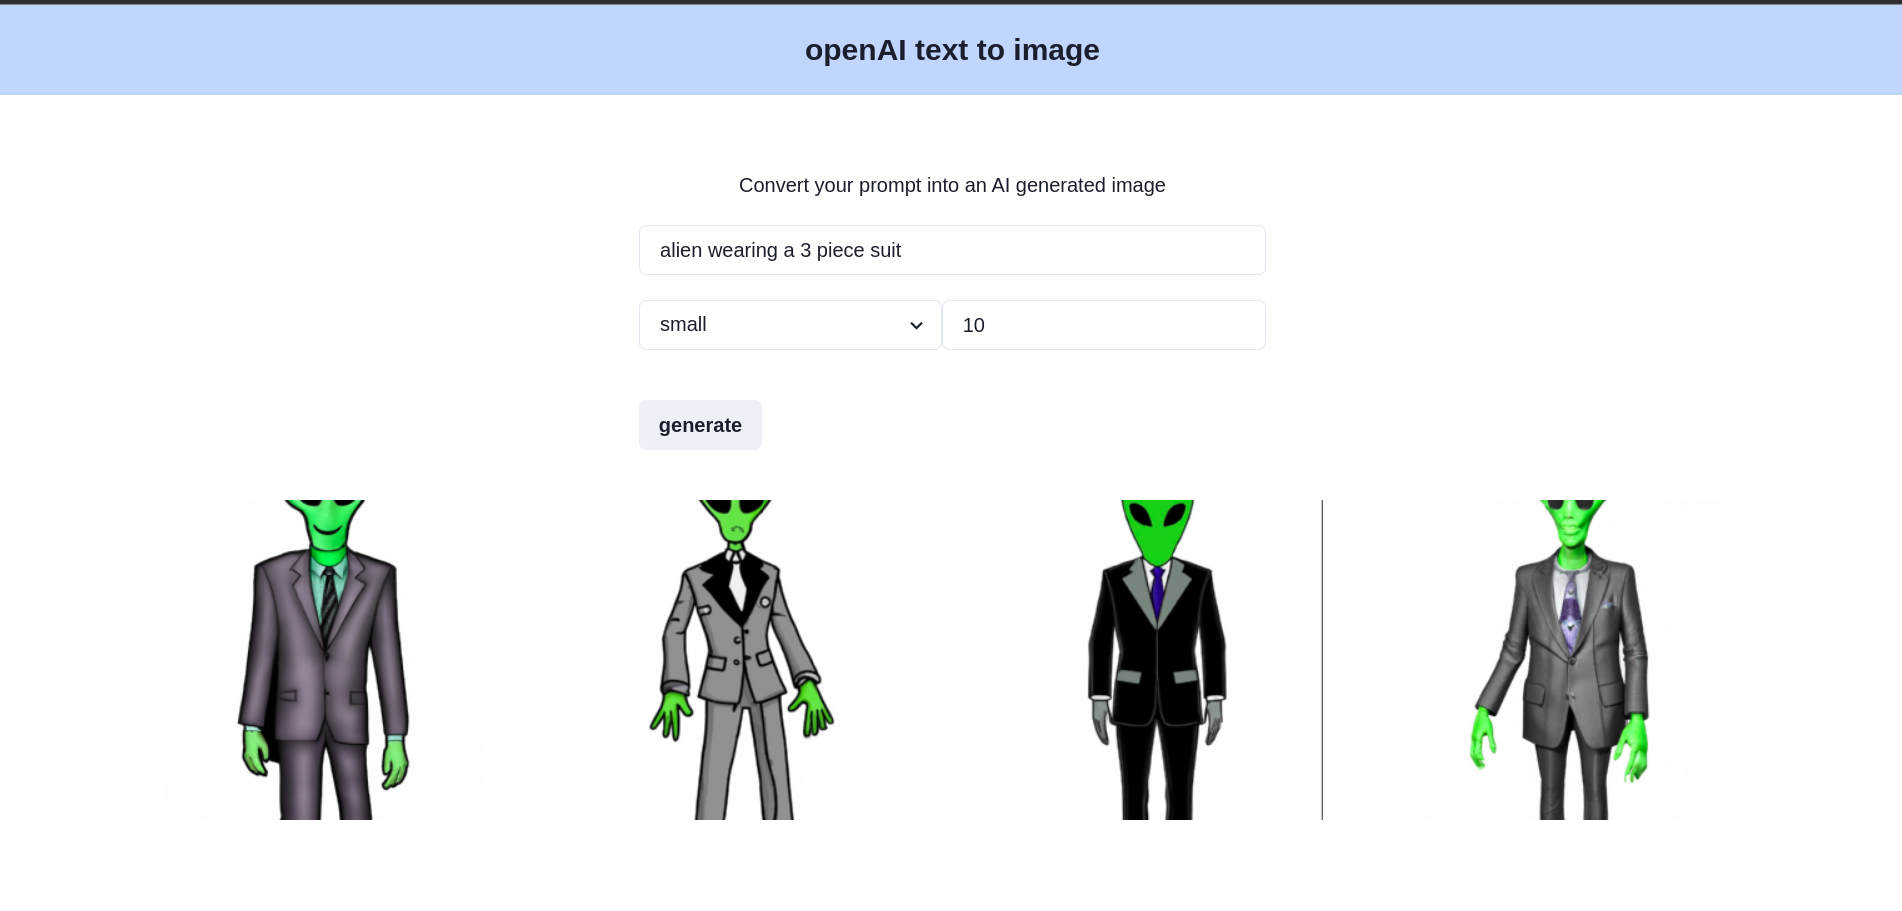 openAI text to image
Convert your prompt into an AI generated image
alien wearing a 3 piece suit
small
10
generate